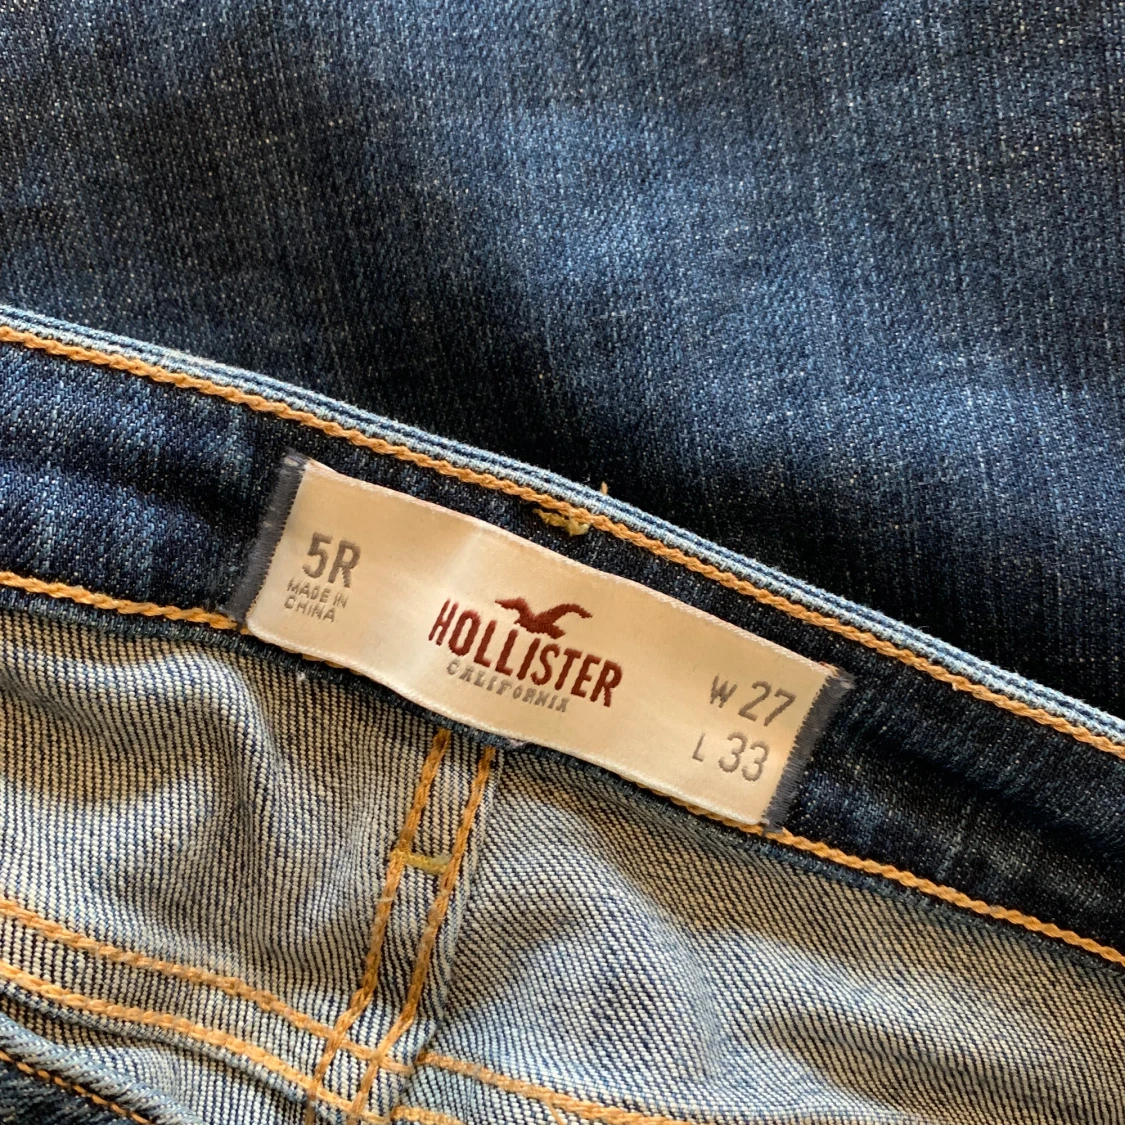 5R
MADE IN
CHINA
HOLLISTER
CALIFORNIA
W 27
L 33